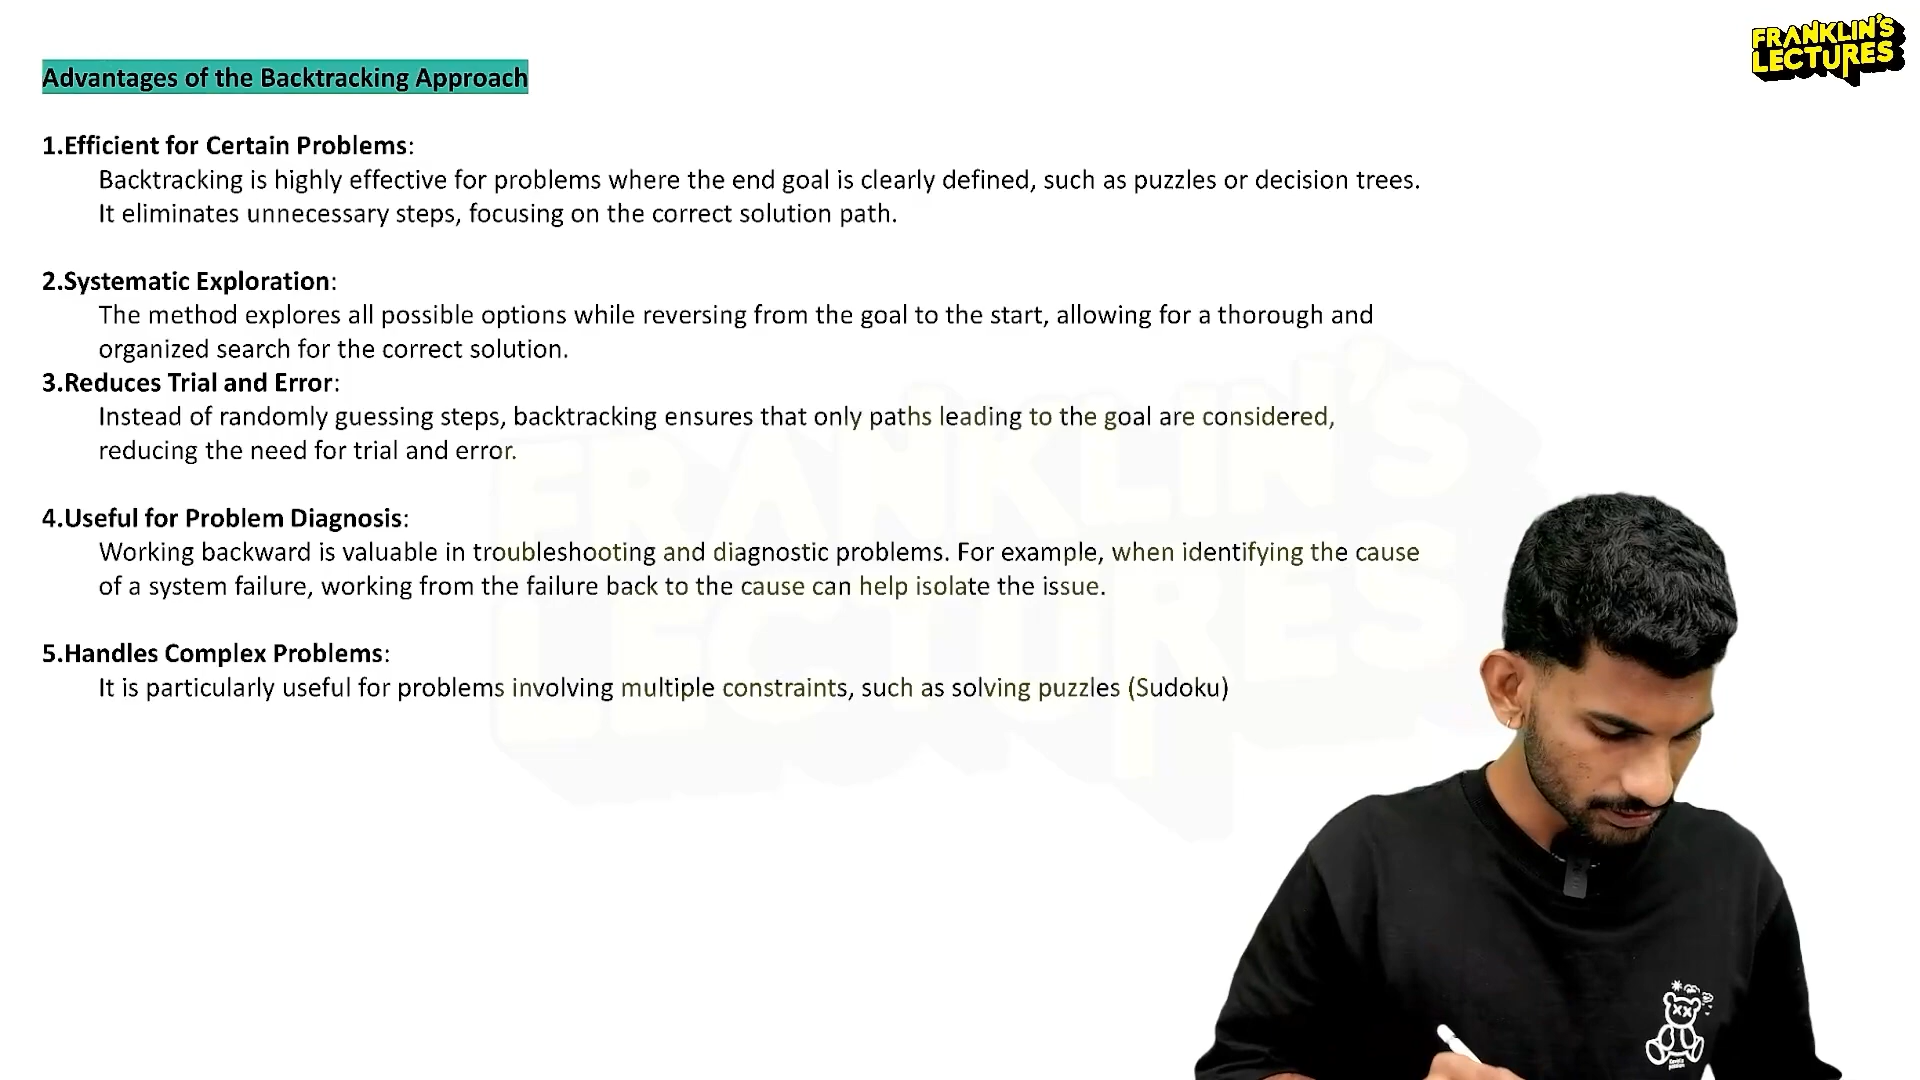 FRANKLIN'S
LECTURES
Advantages of the Backtracking Approach
1.Efficient for Certain Problems:
Backtracking is highly effective for problems where the end goal is clearly defined, such as puzzles or decision trees.
It eliminates unnecessary steps, focusing on the correct solution path.
2.Systematic Exploration:
The method explores all possible options while reversing from the goal to the start, allowing for a thorough and
organized search for the correct solution.
3.Reduces Trial and Error:
Instead of randomly guessing steps, backtracking ensures that only paths leading to the goal are considered,
reducing the need for trial and error.
4.Useful for Problem Diagnosis:
Working backward is valuable in troubleshooting and diagnostic problems. For example, when identifying the cause
of a system failure, working from the failure back to the cause can help isolate the issue.
5.Handles Complex Problems:
It is particularly useful for problems involving multiple constraints, such as solving puzzles (Sudoku)
FRANKLIN'S
LECTURES